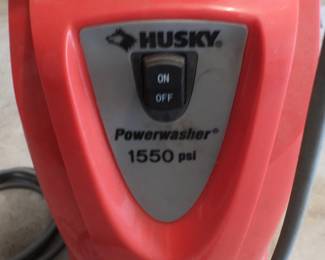 HUSKY®
ON
OFF
Powerwasher®
1550 psi